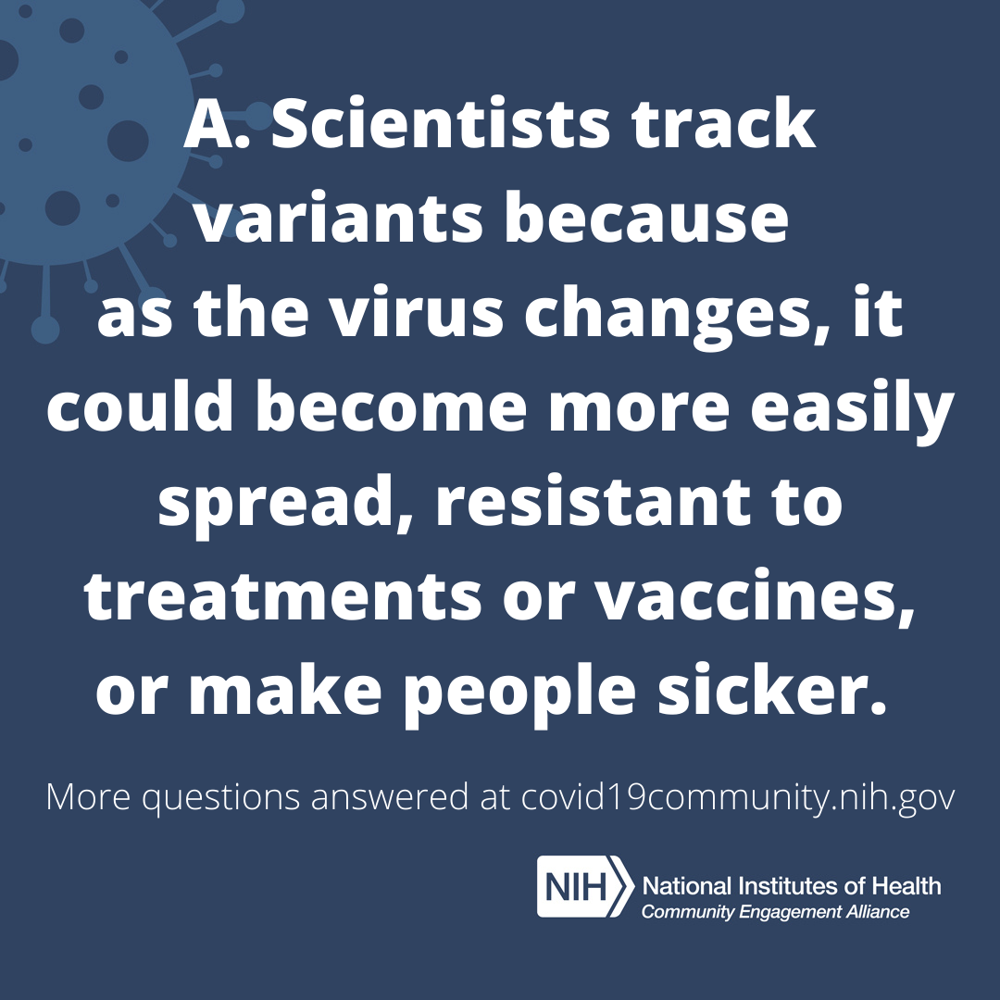 A. Scientists track
variants because
as the virus changes, it
could become more easily
spread, resistant to
treatments or vaccines,
or make people sicker.
More questions answered at covid19community.nih.gov
NIH National Institutes of Health
Community Engagement Alliance